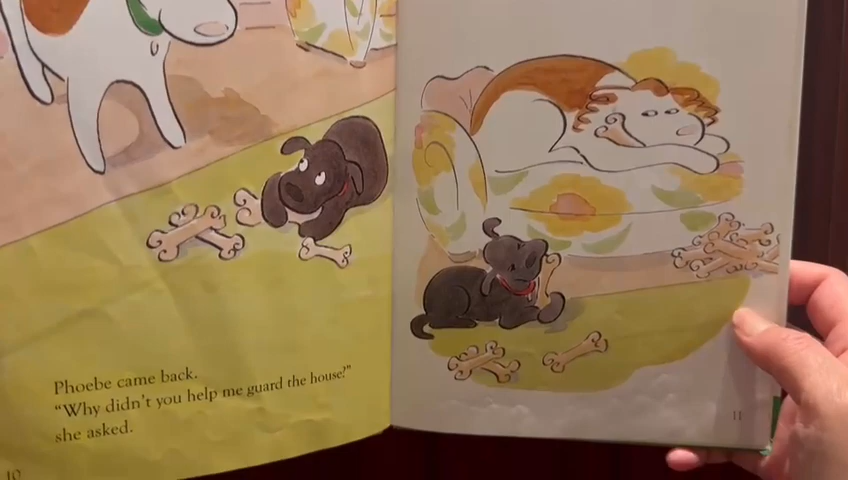 Phoebe came back.
"Why didn't you help me guard the house?"
she asked.
10
11